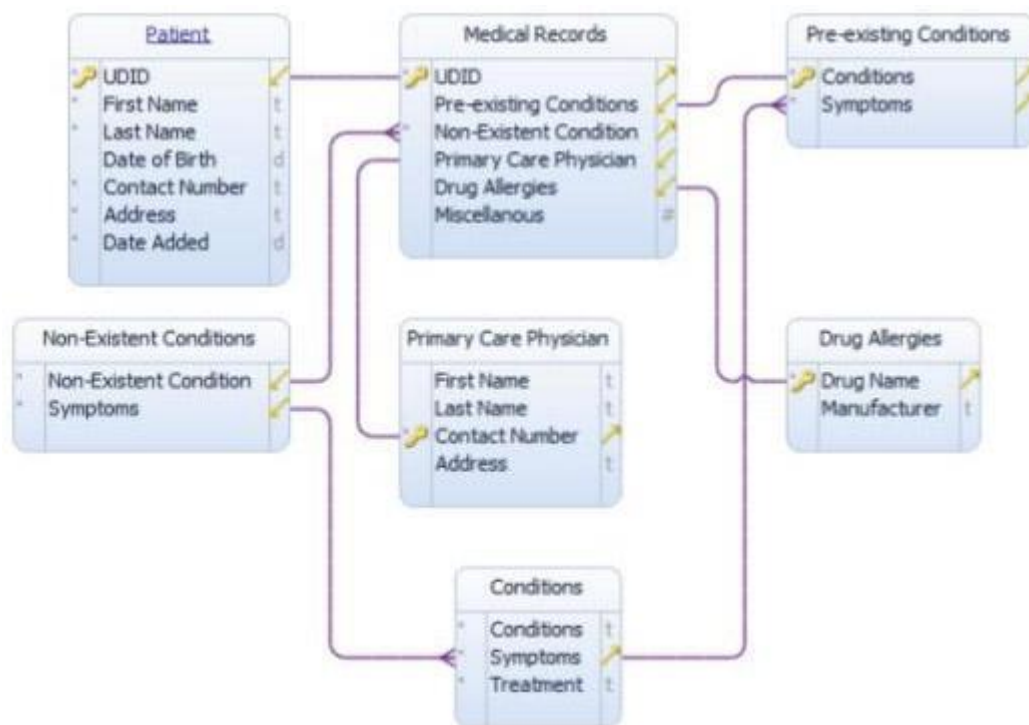 Patient
UDID
First Name t
Last Name t
Date of Birth d
Contact Number t
Address t
Date Added d
Medical Records
UDID
Pre-existing Conditions
Non-Existent Condition
Primary Care Physician
Drug Allergies
Miscellanous #
Pre-existing Conditions
Conditions
Symptoms
Non-Existent Conditions
Non-Existent Condition
Symptoms
Primary Care Physician
First Name t
Last Name t
Contact Number
Address t
Drug Allergies
Drug Name
Manufacturer t
Conditions
Conditions t
Symptoms
Treatment t